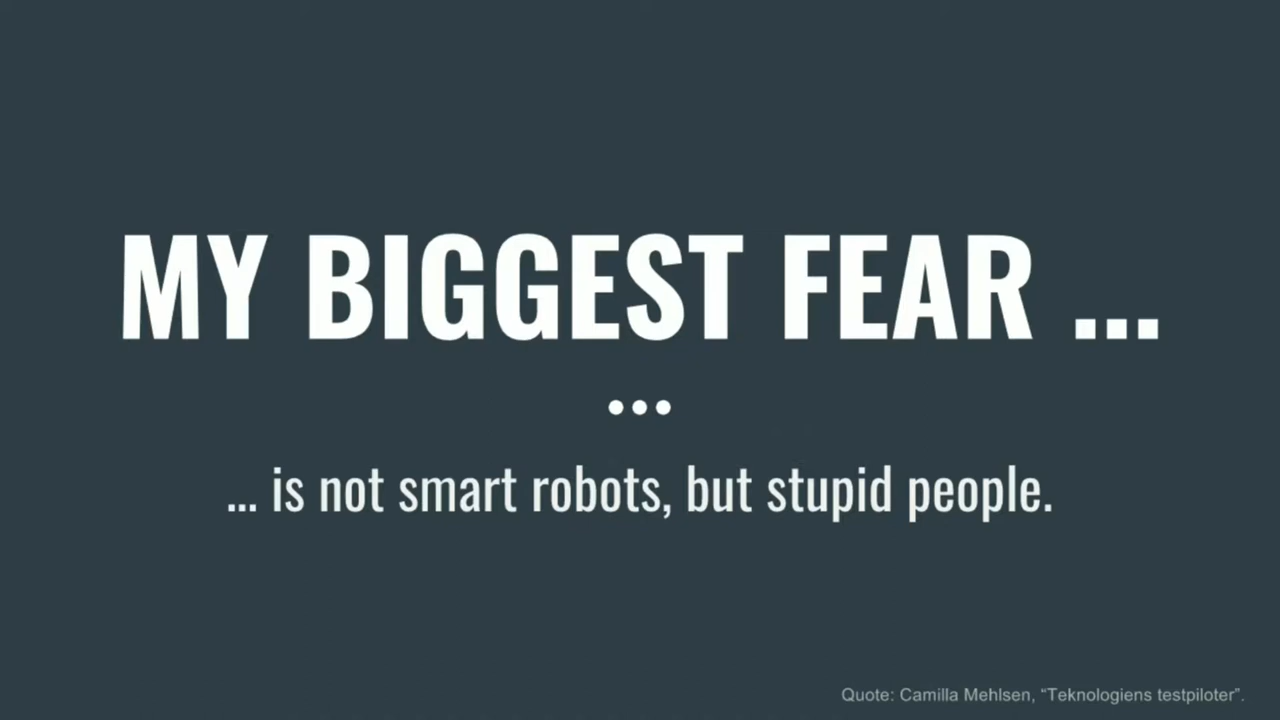 MY BIGGEST FEAR ...
...
... is not smart robots, but stupid people.
Quote: Camilla Mehlsen, “Teknologiens testpiloter”.